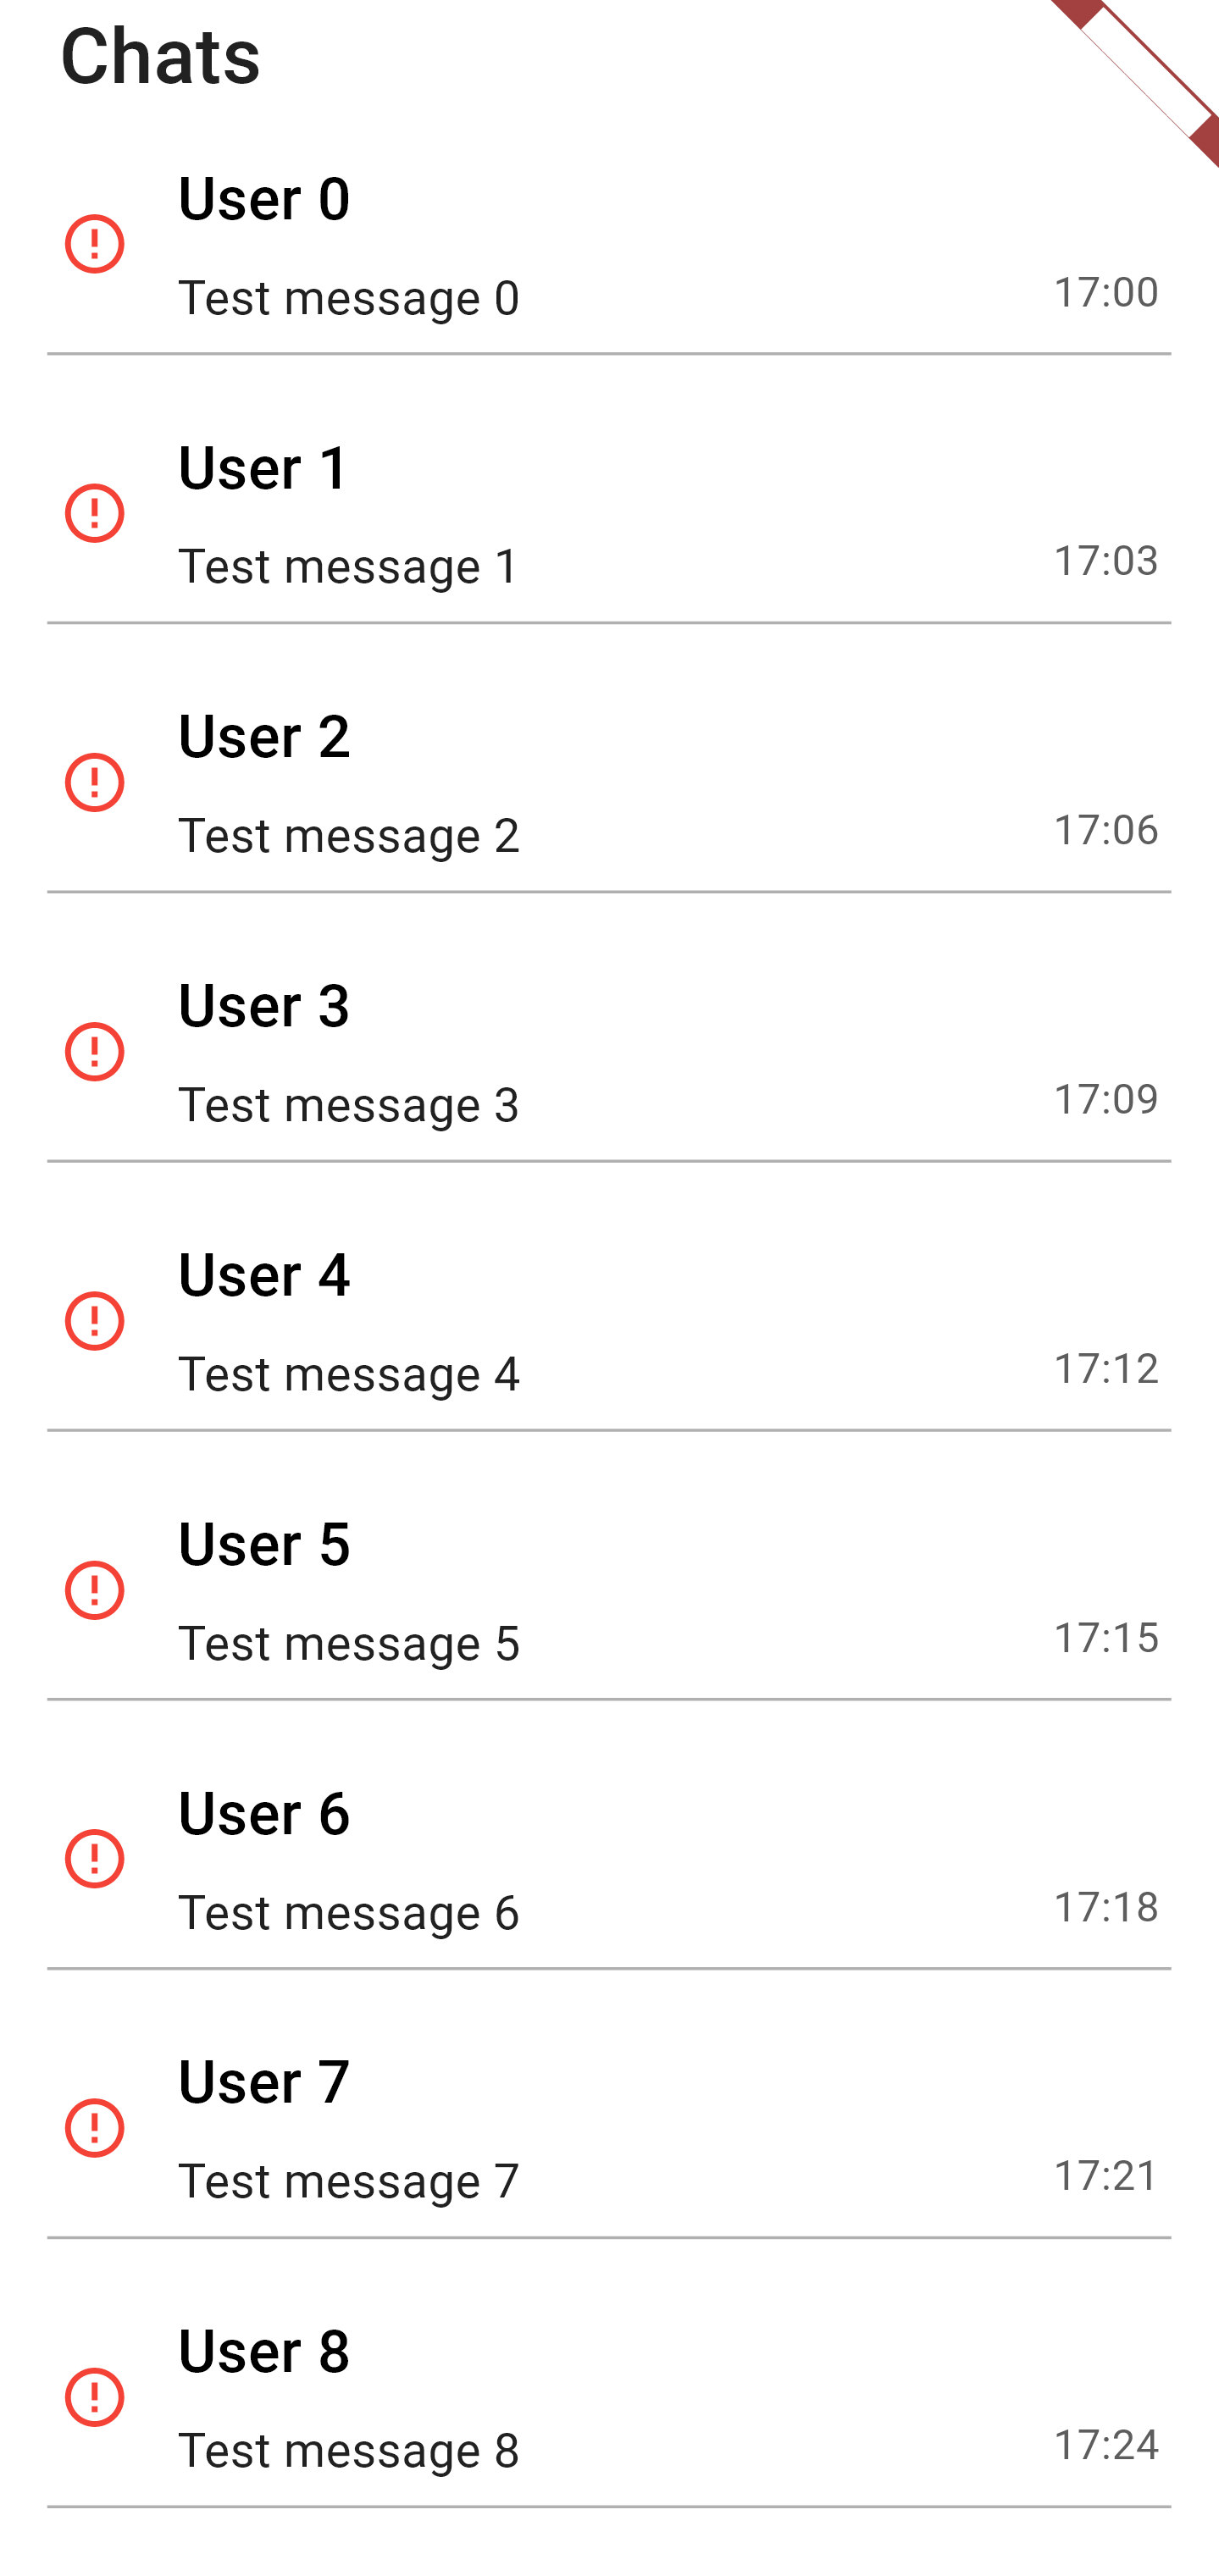 Chats
User 0
Test message 0
17:00
User 1
Test message 1
17:03
User 2
Test message 2
17:06
User 3
Test message 3
17:09
User 4
Test message 4
17:12
User 5
Test message 5
17:15
User 6
Test message 6
17:18
User 7
Test message 7
17:21
User 8
Test message 8
17:24